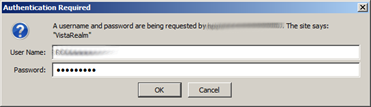 Authentication Required
A username and password are being requested by The site says:
"VistaRealm"
User Name:
Password: •••••••••
OK Cancel